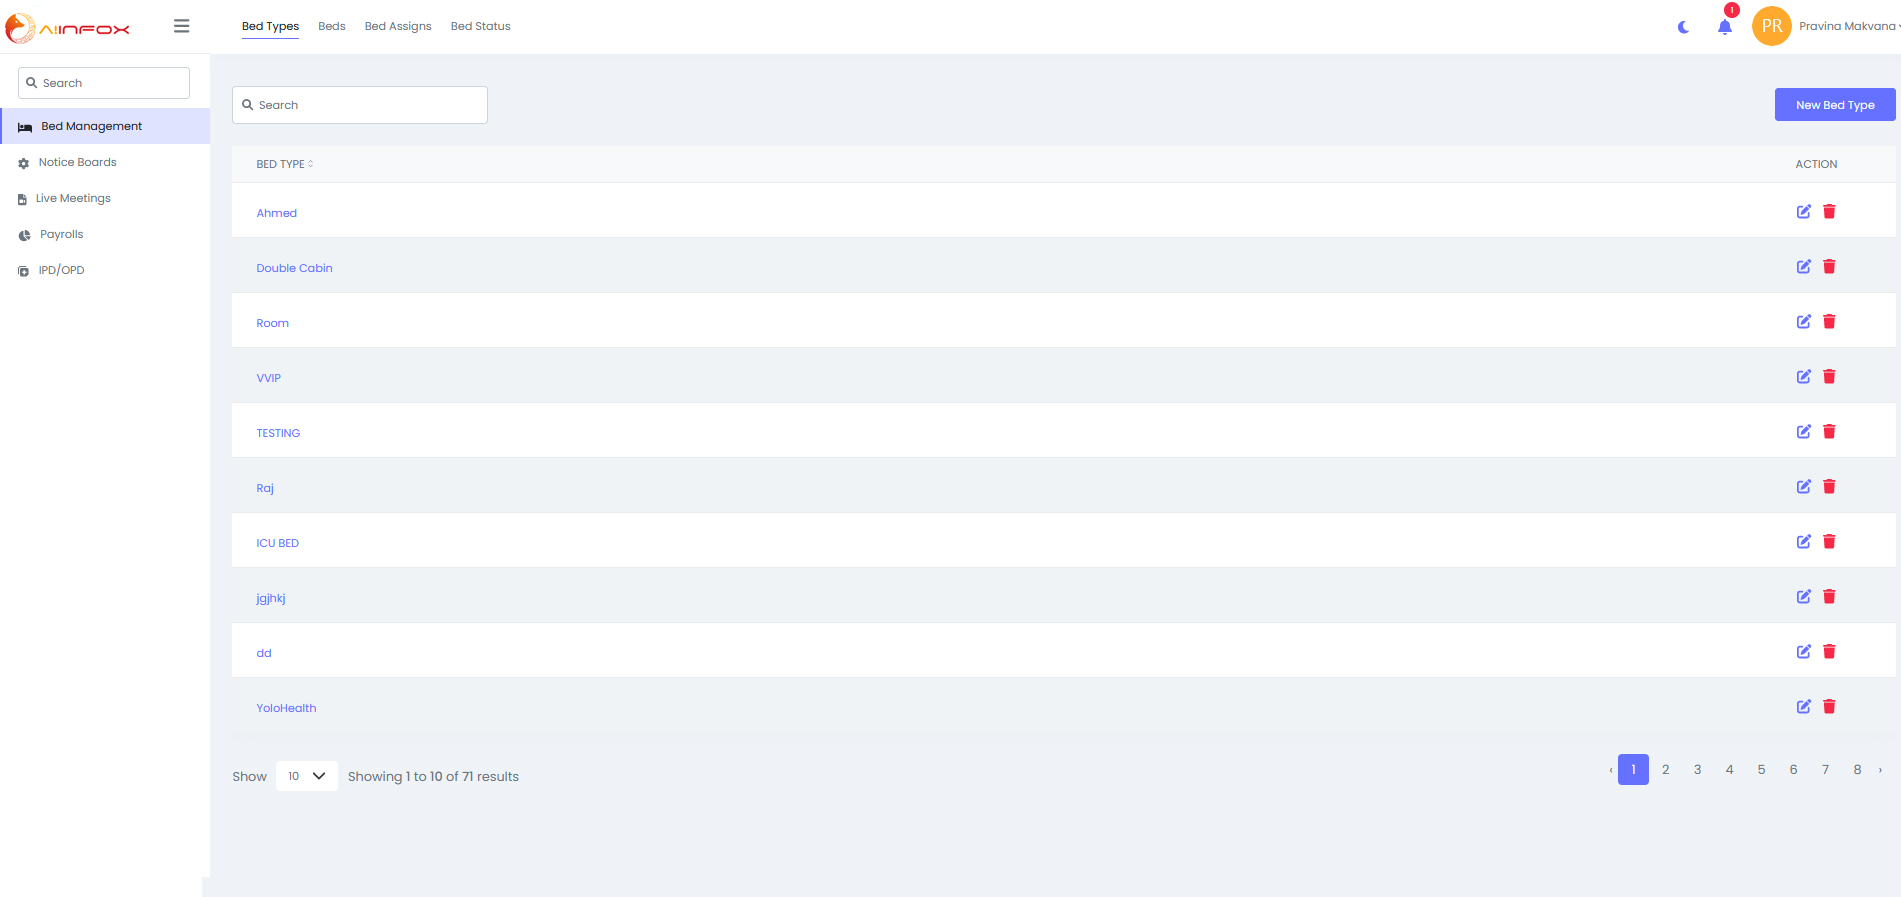 AIINFOX
Bed Types Beds Bed Assigns Bed Status
1
PR Pravina Makvana
Search
Bed Management
Notice Boards
Live Meetings
Payrolls
IPD/OPD
Search
New Bed Type
BED TYPE ACTION
Ahmed
Double Cabin
Room
VVIP
TESTING
Raj
ICU BED
jgjhkj
dd
YoloHealth
Show 10 Showing 1 to 10 of 71 results
‹ 1 2 3 4 5 6 7 8 ›